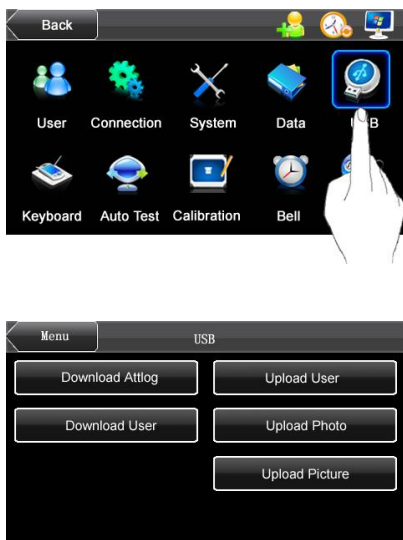 Back
User Connection System Data USB
Keyboard Auto Test Calibration Bell
Menu USB
Download Attlog Upload User
Download User Upload Photo
Upload Picture